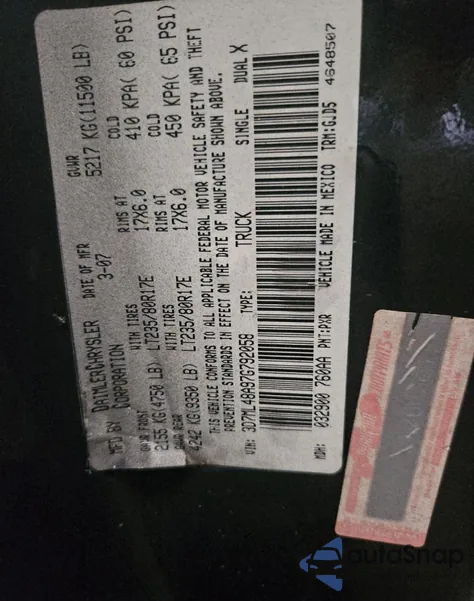 MFD BY DAIMLERCHRYSLER CORPORATION DATE OF MFR 3-07 GVWR 5217 KG(11500 LB)
GAWR FRONT WITH TIRES RIMS AT COLD
2155 KG(4750 LB) LT235/80R17E 17X6.0 410 KPA( 60 PSI)
GAWR REAR WITH TIRES RIMS AT COLD
4242 KG(9350 LB) LT235/80R17E 17X6.0 450 KPA( 65 PSI)
THIS VEHICLE CONFORMS TO ALL APPLICABLE FEDERAL MOTOR VEHICLE SAFETY AND THEFT
PREVENTION STANDARDS IN EFFECT ON THE DATE OF MANUFACTURE SHOWN ABOVE.
VIN: 3D7ML48A97G792058 TYPE: TRUCK SINGLE DUAL X
MDH: 032900 760AA PNT:PXR VEHICLE MADE IN MEXICO TRM:GJD5
4648507
autoSnap